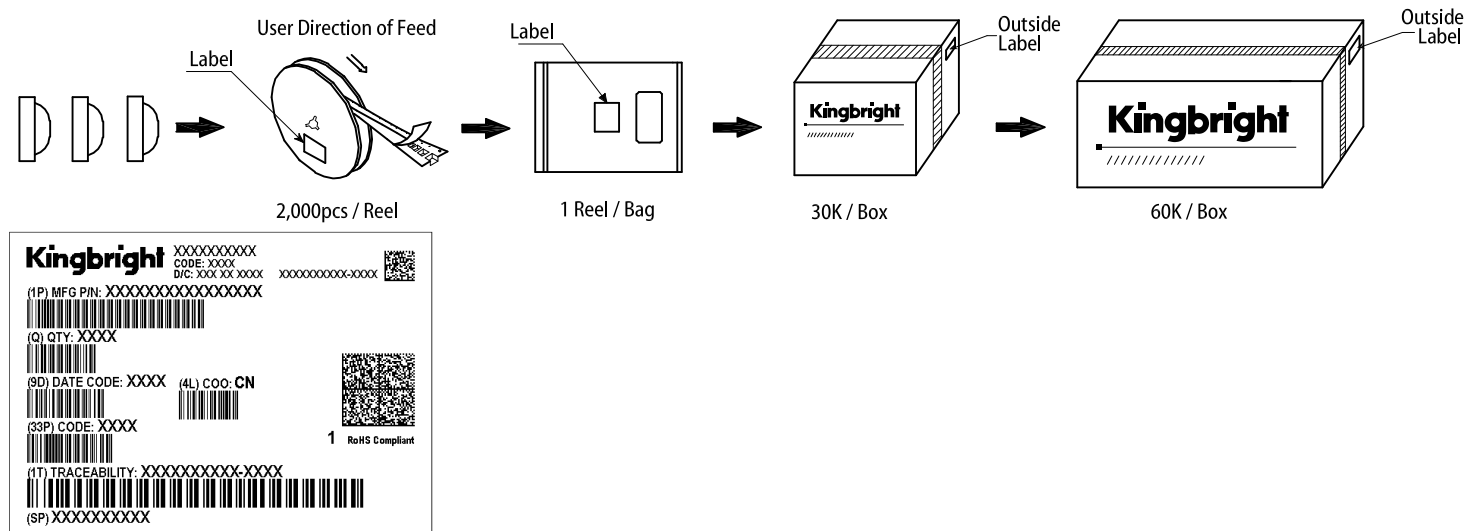 User Direction of Feed
Label
2,000pcs / Reel
Label
1 Reel / Bag
Outside
Label
Kingbright
30K / Box
Outside
Label
Kingbright
60K / Box
Kingbright
XXXXXXXXXX
CODE: XXXX
D/C: XXX XX XXXX XXXXXXXXXX-XXXX
(1P) MFG P/N: XXXXXXXXXXXXXXXX
(Q) QTY: XXXX
(9D) DATE CODE: XXXX (4L) COO: CN
(33P) CODE: XXXX
1 RoHS Compliant
(1T) TRACEABILITY: XXXXXXXXXX-XXXX
(SP) XXXXXXXXXX